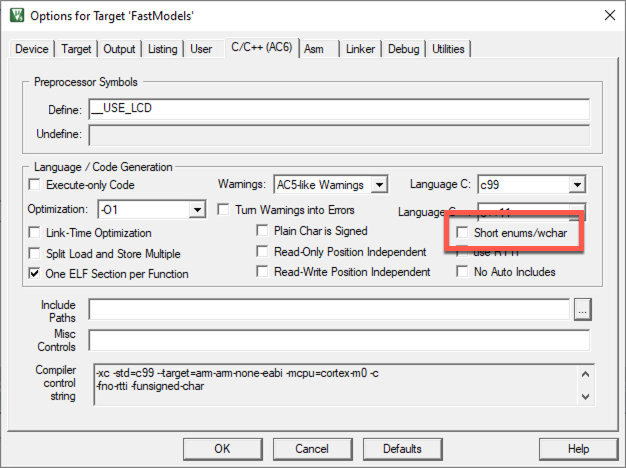 Options for Target 'FastModels'
Device Target Output Listing User C/C++ (AC6) Asm Linker Debug Utilities
Preprocessor Symbols
Define: __USE_LCD
Undefine:
Language / Code Generation
Execute-only Code Warnings: AC5-like Warnings Language C: c99
Optimization: -O1 Turn Warnings into Errors
Link-Time Optimization Plain Char is Signed Short enums/wchar
Split Load and Store Multiple Read-Only Position Independent use RTTI
One ELF Section per Function Read-Write Position Independent No Auto Includes
Include
Paths
...
Misc
Controls
Compiler
control
string
-xc -std=c99 --target=arm-arm-none-eabi -mcpu=cortex-m0 -c
-fno-rtti -funsigned-char
OK Cancel Defaults Help